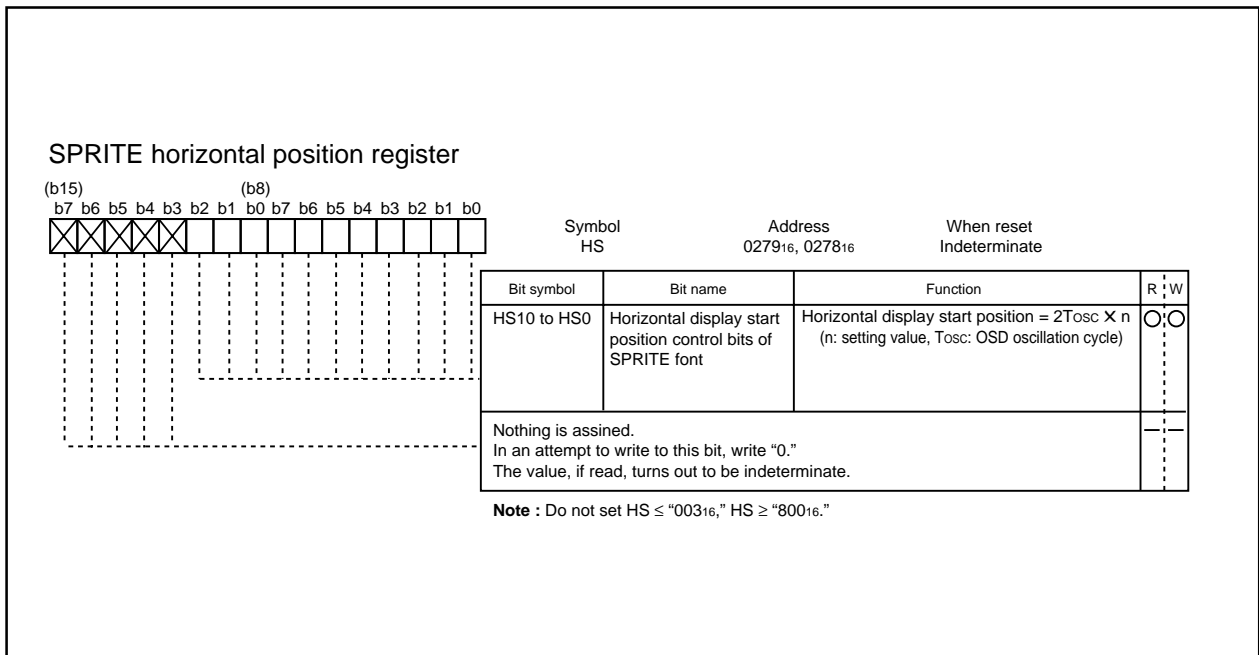 SPRITE horizontal position register
(b15) (b8)
b7 b6 b5 b4 b3 b2 b1 b0 b7 b6 b5 b4 b3 b2 b1 b0
Symbol Address When reset
HS 027916, 027816 Indeterminate
Bit symbol Bit name Function R W
HS10 to HS0 Horizontal display start Horizontal display start position = 2TOSC × n
position control bits of (n: setting value, TOSC: OSD oscillation cycle)
SPRITE font
Nothing is assined. — —
In an attempt to write to this bit, write “0.”
The value, if read, turns out to be indeterminate.
Note : Do not set HS ≤ “00316,” HS ≥ “80016.”